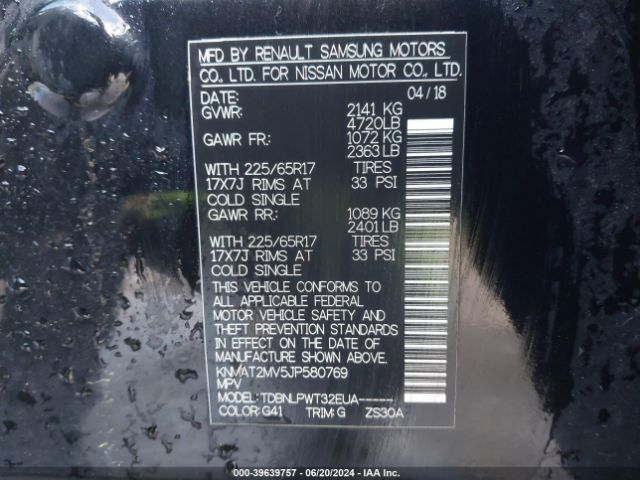 MFD BY RENAULT SAMSUNG MOTORS
CO., LTD. FOR NISSAN MOTOR CO., LTD.
DATE: 04/18
GVWR: 2141 KG
4720LB
GAWR FR: 1072 KG
2363LB
WITH 225/65R17 TIRES
17X7J RIMS AT 33 PSI
COLD SINGLE
GAWR RR: 1089 KG
2401LB
WITH 225/65R17 TIRES
17X7J RIMS AT 33 PSI
COLD SINGLE
THIS VEHICLE CONFORMS TO
ALL APPLICABLE FEDERAL
MOTOR VEHICLE SAFETY AND
THEFT PREVENTION STANDARDS
IN EFFECT ON THE DATE OF
MANUFACTURE SHOWN ABOVE.
KNMAT2MV5JP580769
MPV
MODEL: TDBNLPWT32EUA-----
COLOR: G41 TRIM: G ZS30A
000-39639757 - 06/20/2024 - IAA Inc.